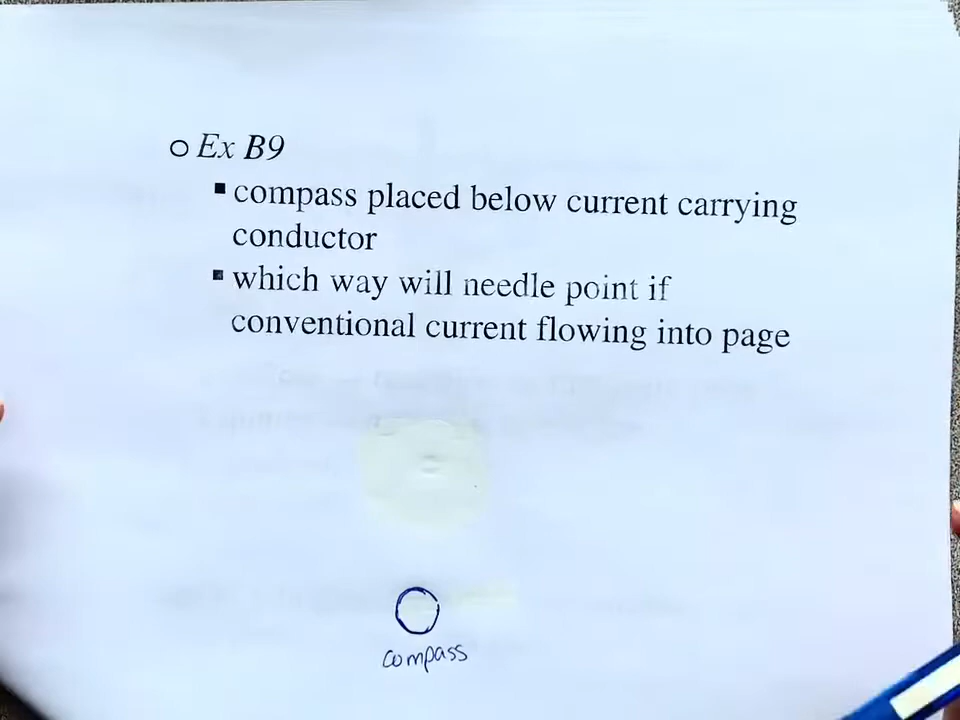 o Ex B9
▪ compass placed below current carrying
conductor
▪ which way will needle point if
conventional current flowing into page
compass